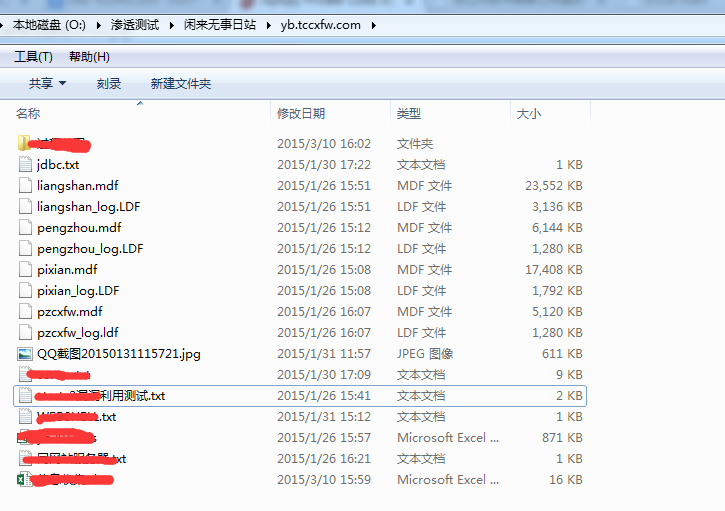 本地磁盘 (O:) 渗透测试 闲来无事日站 yb.tccxfw.com
工具(T) 帮助(H)
共享 刻录 新建文件夹
名称 修改日期 类型 大小
2015/3/10 16:02 文件夹
jdbc.txt 2015/1/30 17:22 文本文档 1 KB
liangshan.mdf 2015/1/26 15:51 MDF 文件 23,552 KB
liangshan_log.LDF 2015/1/26 15:51 LDF 文件 3,136 KB
pengzhou.mdf 2015/1/26 15:12 MDF 文件 6,144 KB
pengzhou_log.LDF 2015/1/26 15:12 LDF 文件 1,280 KB
pixian.mdf 2015/1/26 15:08 MDF 文件 17,408 KB
pixian_log.LDF 2015/1/26 15:08 LDF 文件 1,792 KB
pzcxfw.mdf 2015/1/26 16:07 MDF 文件 5,120 KB
pzcxfw_log.ldf 2015/1/26 16:07 LDF 文件 1,280 KB
QQ截图20150131115721.jpg 2015/1/31 11:57 JPEG 图像 611 KB
2015/1/30 17:09 文本文档 9 KB
漏洞利用测试.txt 2015/1/26 15:41 文本文档 2 KB
.txt 2015/1/31 15:12 文本文档 1 KB
2015/1/26 15:57 Microsoft Excel ... 871 KB
.txt 2015/1/26 16:21 文本文档 1 KB
2015/3/10 15:59 Microsoft Excel ... 16 KB